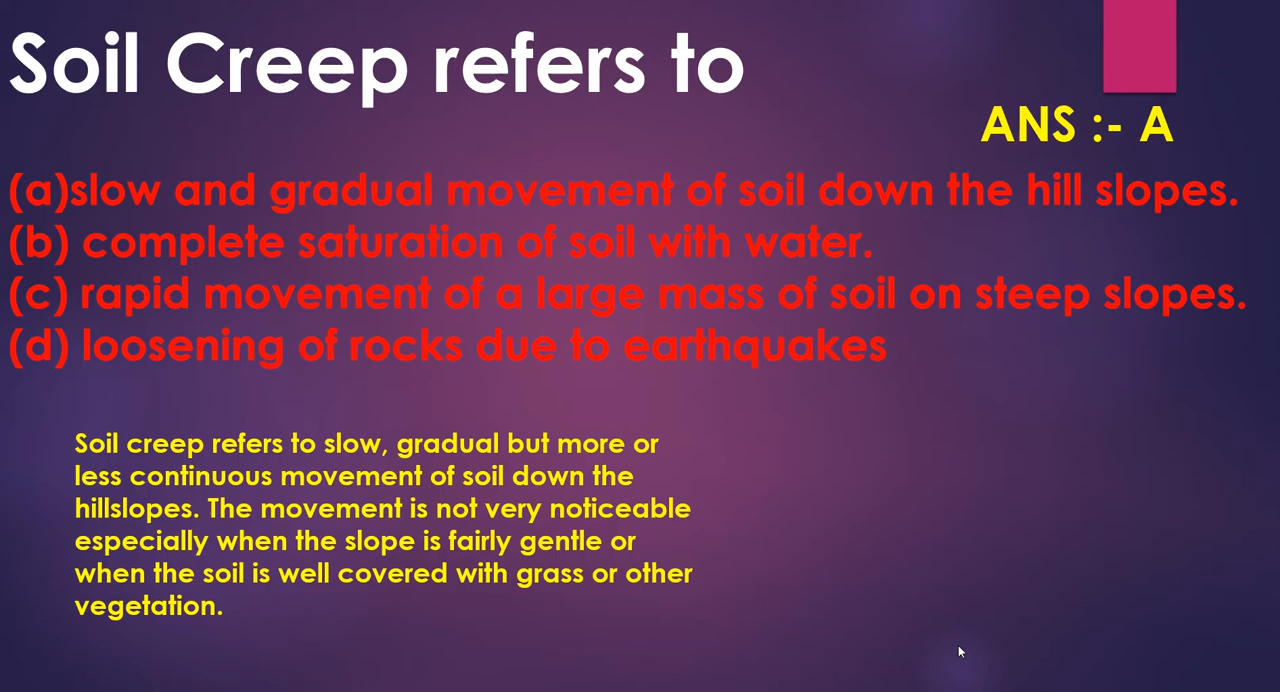 Soil Creep refers to
ANS :- A
(a)slow and gradual movement of soil down the hill slopes.
(b) complete saturation of soil with water.
(c) rapid movement of a large mass of soil on steep slopes.
(d) loosening of rocks due to earthquakes
Soil creep refers to slow, gradual but more or
less continuous movement of soil down the
hillslopes. The movement is not very noticeable
especially when the slope is fairly gentle or
when the soil is well covered with grass or other
vegetation.